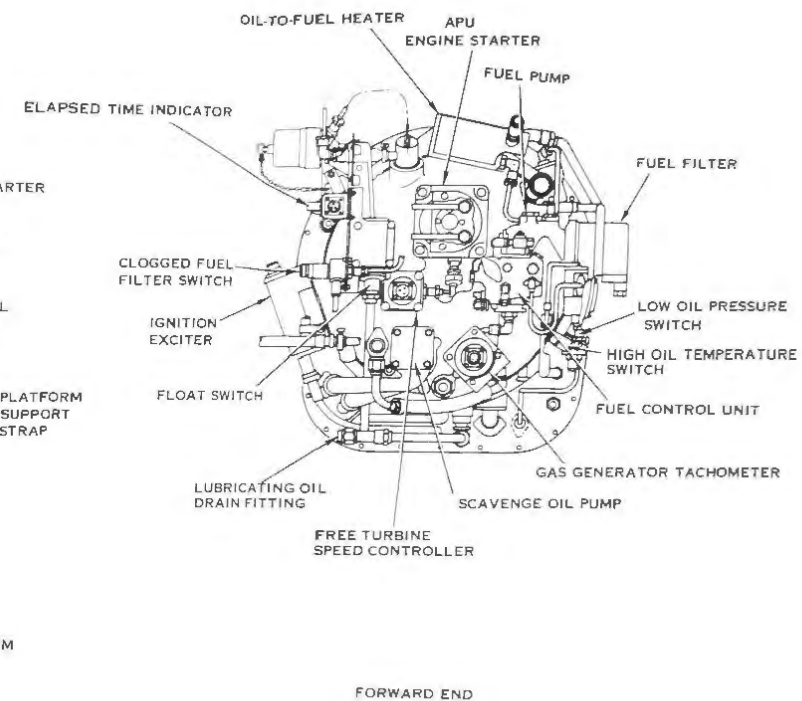 OIL-TO-FUEL HEATER
APU
ENGINE STARTER
FUEL PUMP
ELAPSED TIME INDICATOR
FUEL FILTER
ARTER
CLOGGED FUEL
FILTER SWITCH
L
IGNITION
EXCITER
LOW OIL PRESSURE
SWITCH
HIGH OIL TEMPERATURE
SWITCH
PLATFORM
SUPPORT
STRAP
FLOAT SWITCH
FUEL CONTROL UNIT
GAS GENERATOR TACHOMETER
LUBRICATING OIL
DRAIN FITTING
SCAVENGE OIL PUMP
FREE TURBINE
SPEED CONTROLLER
M
FORWARD END